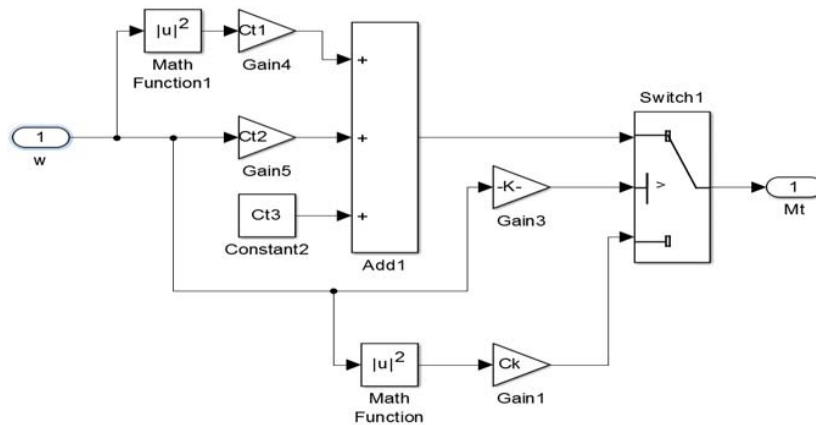 |u|²
Math
Function1
Ct1
Gain4
1
w
Ct2
Gain5
Ct3
Constant2
+
+
+
Add1
-K-
Gain3
Switch1
>
1
Mt
|u|²
Math
Function
Ck
Gain1